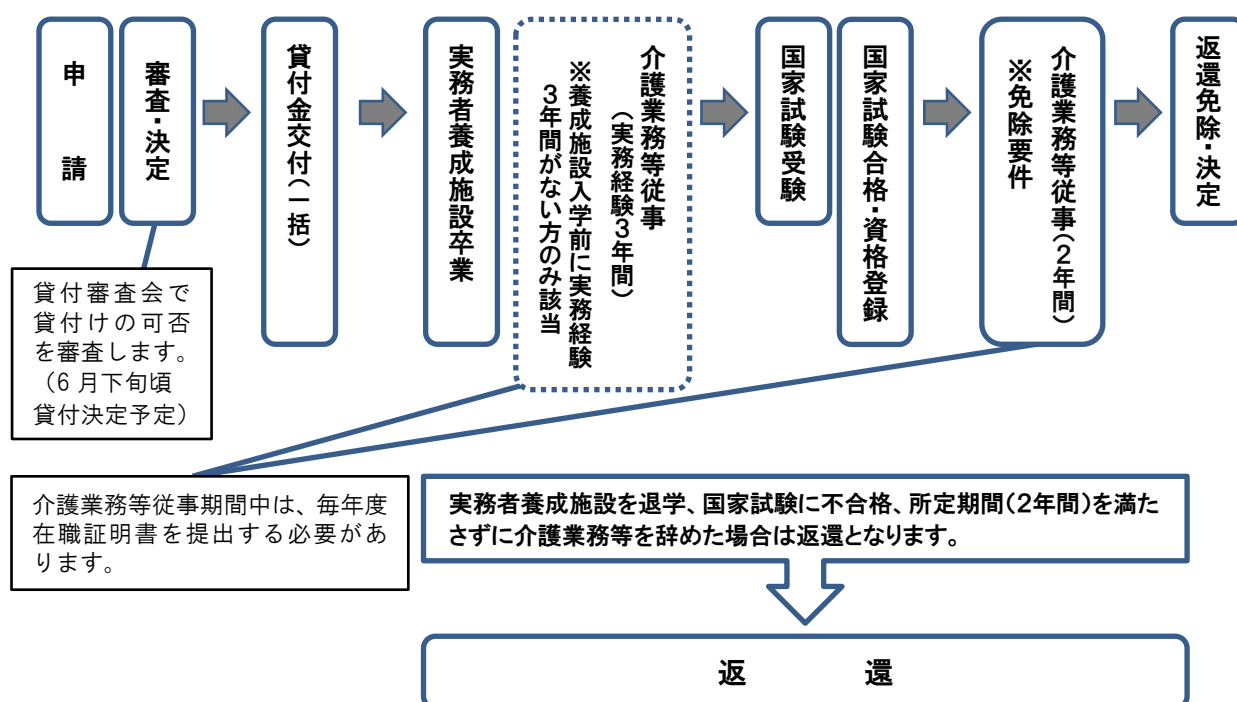 申請
審査・決定
貸付金交付(一括)
実務者養成施設卒業
介護業務等従事
(実務経験3年間)
※養成施設入学前に実務経験
3年間がない方のみ該当
国家試験受験
国家試験合格・資格登録
介護業務等従事(2年間)
※免除要件
返還免除・決定
貸付審査会で
貸付けの可否
を審査します。
(6月下旬頃
貸付決定予定)
介護業務等従事期間中は、毎年度
在職証明書を提出する必要があ
ります。
実務者養成施設を退学、国家試験に不合格、所定期間(2年間)を満た
さずに介護業務等を辞めた場合は返還となります。
返還